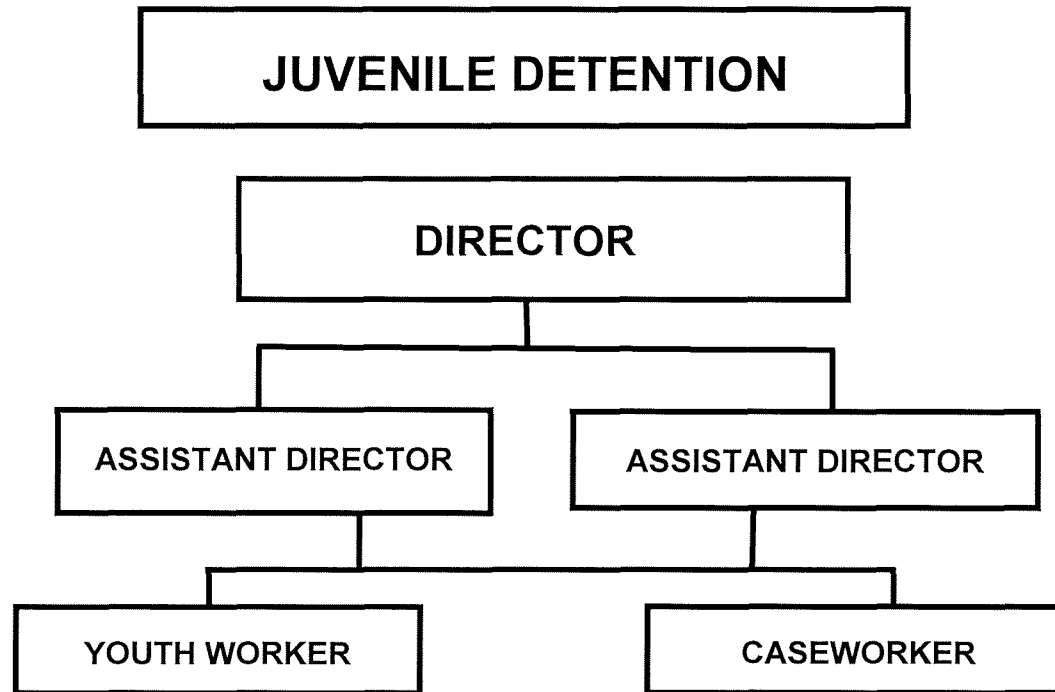 JUVENILE DETENTION
DIRECTOR
ASSISTANT DIRECTOR
ASSISTANT DIRECTOR
YOUTH WORKER
CASEWORKER